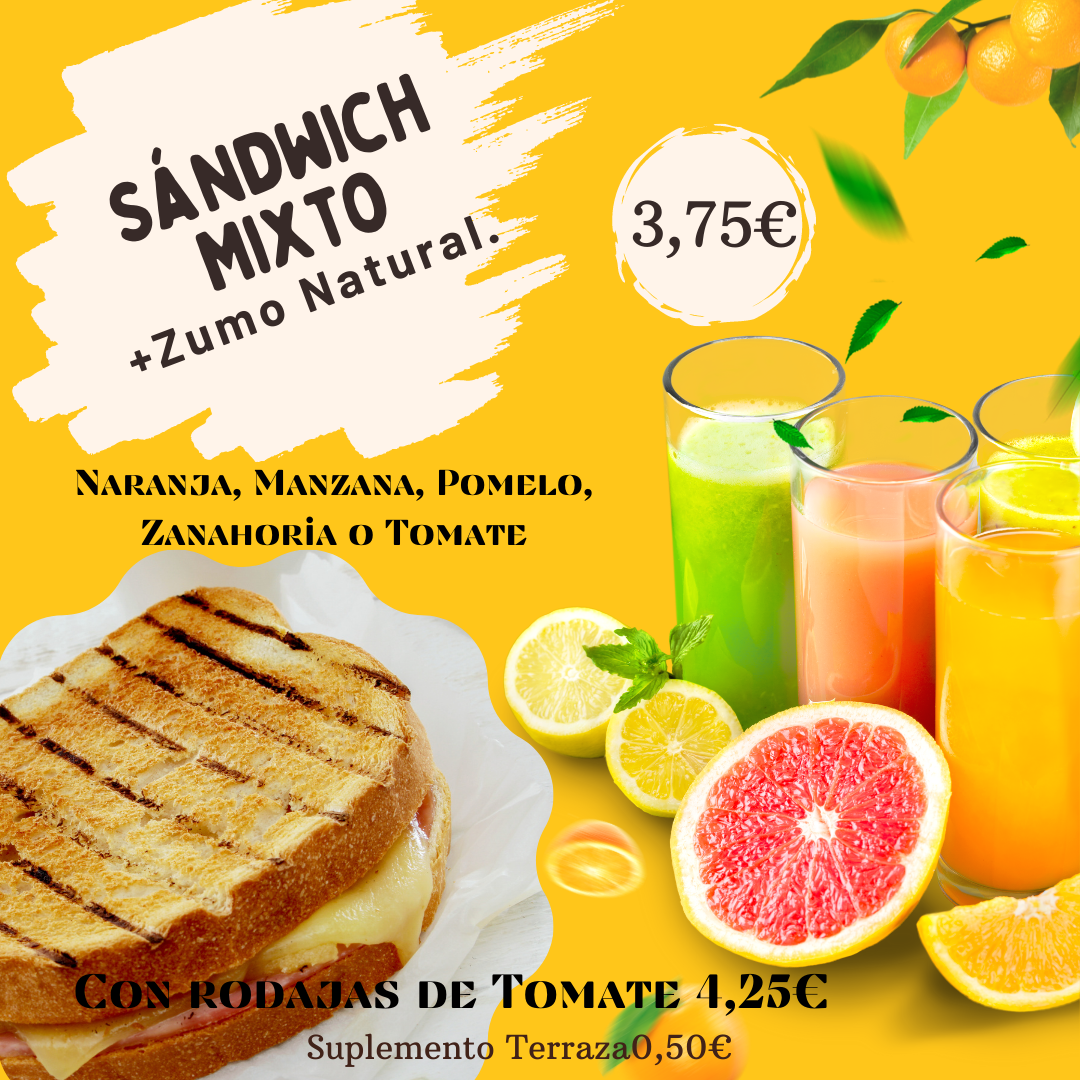 SÁNDWICH
MIXTO
+Zumo Natural.
3,75€
Naranja, Manzana, Pomelo,
Zanahoria o Tomate
Con rodajas de Tomate 4,25€
Suplemento Terraza0,50€